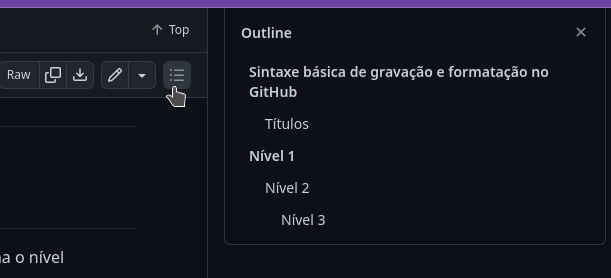 Top
Outline
Raw
Sintaxe básica de gravação e formatação no
GitHub
Títulos
Nível 1
Nível 2
Nível 3
o nível